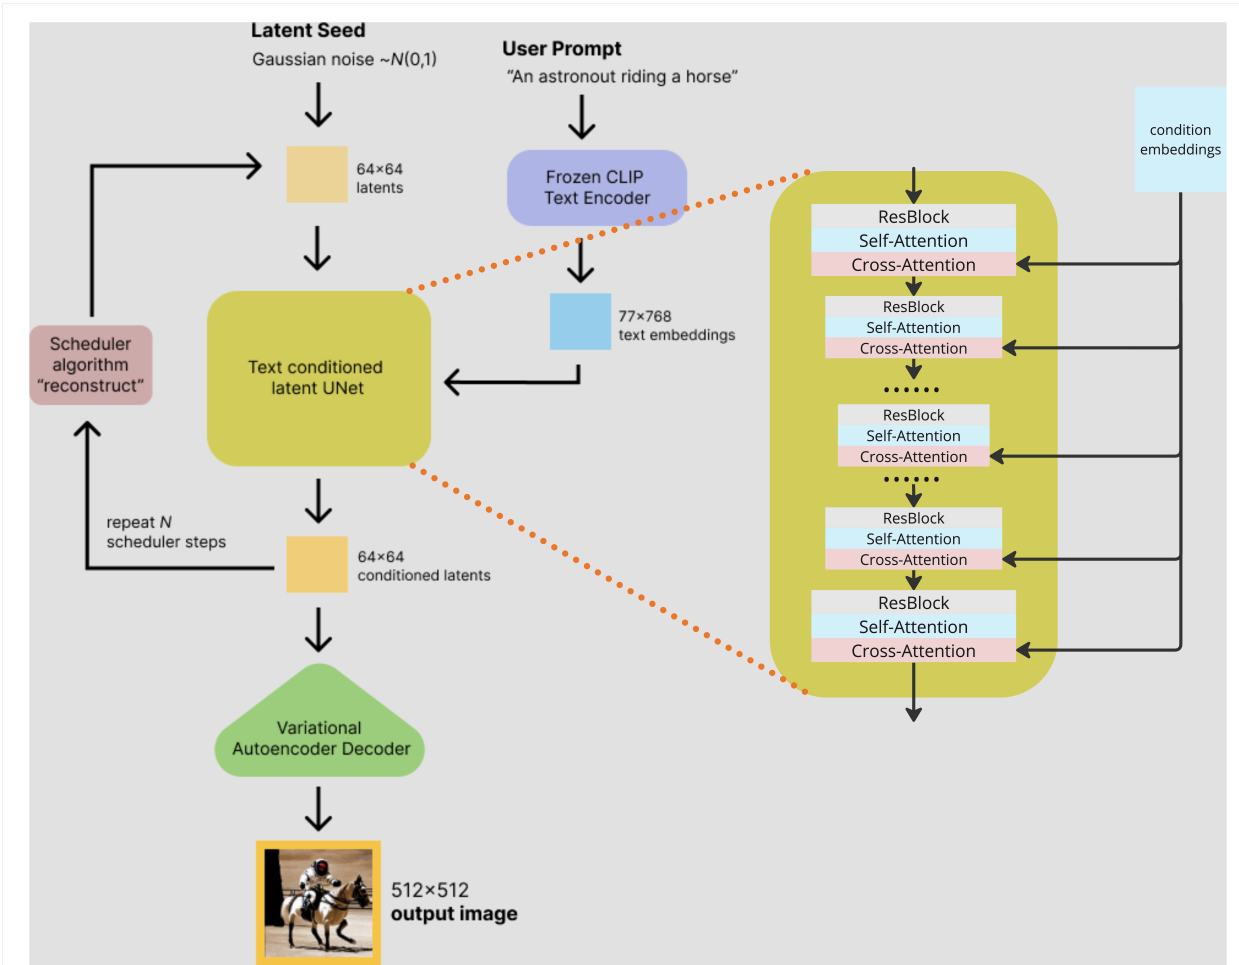 Latent Seed
Gaussian noise ~N(0,1)
User Prompt
“An astronout riding a horse”
64×64
latents
Frozen CLIP
Text Encoder
77×768
text embeddings
Scheduler
algorithm
“reconstruct”
Text conditioned
latent UNet
repeat N
scheduler steps
64×64
conditioned latents
Variational
Autoencoder Decoder
512×512
output image
condition
embeddings
ResBlock
Self-Attention
Cross-Attention
ResBlock
Self-Attention
Cross-Attention
......
ResBlock
Self-Attention
Cross-Attention
......
ResBlock
Self-Attention
Cross-Attention
ResBlock
Self-Attention
Cross-Attention